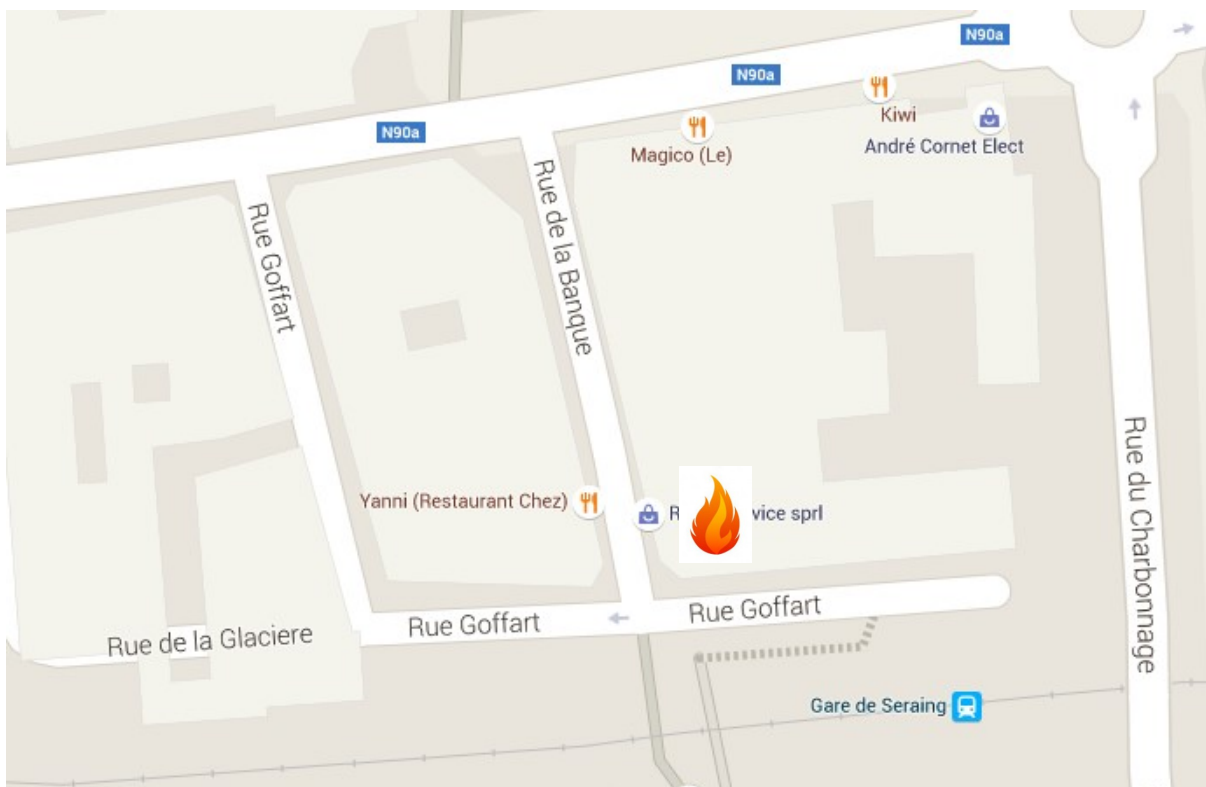 N90a
N90a
N90a
Kiwi
Magico (Le)
André Cornet Elect
Rue Goffart
Rue de la Banque
Rue du Charbonnage
Yanni (Restaurant Chez)
R vice sprl
Rue Goffart
Rue Goffart
Rue de la Glaciere
Gare de Seraing